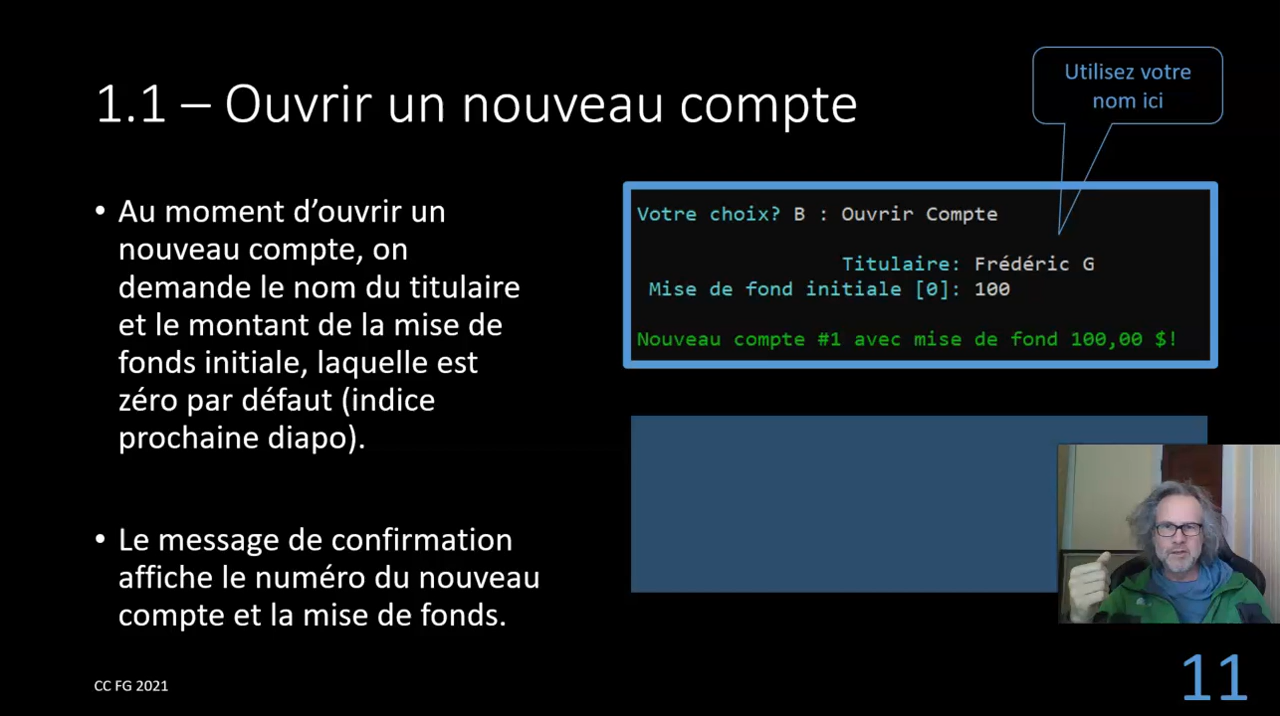 1.1 – Ouvrir un nouveau compte
Utilisez votre
nom ici
• Au moment d’ouvrir un
nouveau compte, on
demande le nom du titulaire
et le montant de la mise de
fonds initiale, laquelle est
zéro par défaut (indice
prochaine diapo).
• Le message de confirmation
affiche le numéro du nouveau
compte et la mise de fonds.
Votre choix? B : Ouvrir Compte
Titulaire: Frédéric G
Mise de fond initiale [0]: 100
Nouveau compte #1 avec mise de fond 100,00 $!
CC FG 2021
11